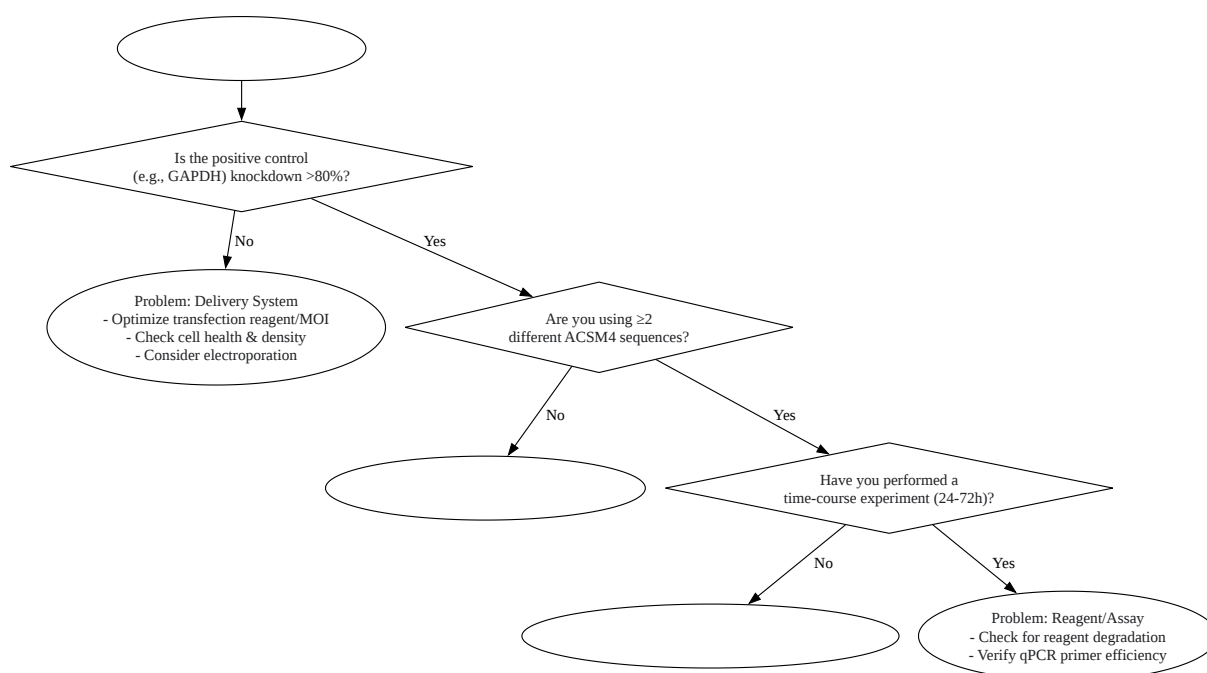 Is the positive control
(e.g., GAPDH) knockdown >80%?
No
Yes
Problem: Delivery System
- Optimize transfection reagent/MOI
- Check cell health & density
- Consider electroporation
Are you using ≥2
different ACSM4 sequences?
No
Yes
Have you performed a
time-course experiment (24-72h)?
No
Yes
Problem: Reagent/Assay
- Check for reagent degradation
- Verify qPCR primer efficiency